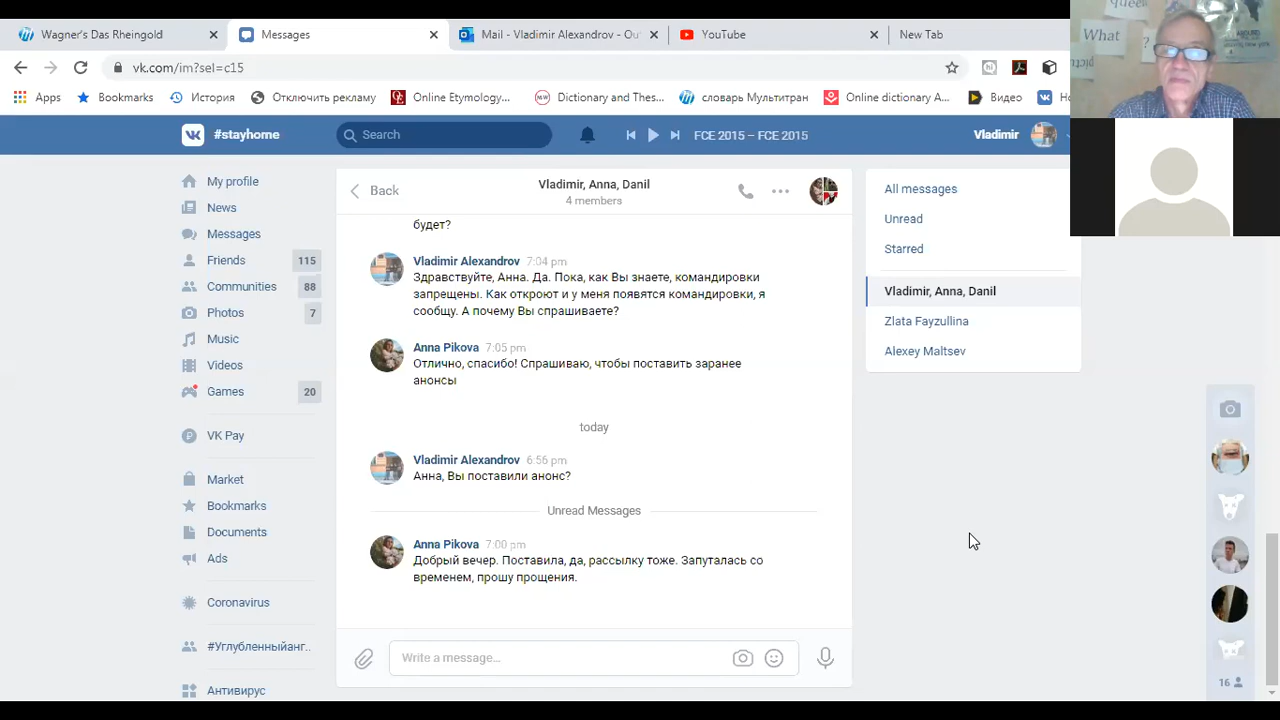 Wagner's Das Rheingold
Messages
Mail - Vladimir Alexandrov - Ou
YouTube
New Tab
vk.com/im?sel=c15
Apps
Bookmarks
История
Отключить рекламу
Online Etymology...
Dictionary and Thes...
словарь Мультитран
Online dictionary A...
Видео
#stayhome
Search
FCE 2015 – FCE 2015
Vladimir
My profile
News
Messages
Friends 115
Communities 88
Photos 7
Music
Videos
Games 20
VK Pay
Market
Bookmarks
Documents
Ads
Coronavirus
#Углубленныйанг..
Антивирус
Back
Vladimir, Anna, Danil
4 members
будет?
Vladimir Alexandrov 7:04 pm
Здравствуйте, Анна. Да. Пока, как Вы знаете, командировки
запрещены. Как откроют и у меня появятся командировки, я
сообщу. А почему Вы спрашиваете?
Anna Pikova 7:05 pm
Отлично, спасибо! Спрашиваю, чтобы поставить заранее
анонсы
today
Vladimir Alexandrov 6:56 pm
Анна, Вы поставили анонс?
Unread Messages
Anna Pikova 7:00 pm
Добрый вечер. Поставила, да, рассылку тоже. Запуталась со
временем, прошу прощения.
Write a message...
All messages
Unread
Starred
Vladimir, Anna, Danil
Zlata Fayzullina
Alexey Maltsev
16
What
?